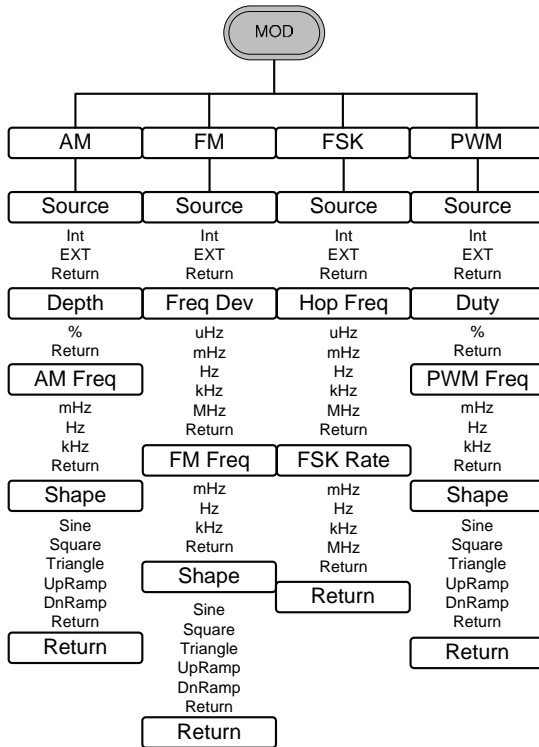 MOD
AM
Source
Int
EXT
Return
Depth
%
Return
AM Freq
mHz
Hz
kHz
Return
Shape
Sine
Square
Triangle
UpRamp
DnRamp
Return
Return
FM
Source
Int
EXT
Return
Freq Dev
uHz
mHz
Hz
kHz
MHz
Return
FM Freq
mHz
Hz
kHz
Return
Shape
Sine
Square
Triangle
UpRamp
DnRamp
Return
Return
FSK
Source
Int
EXT
Return
Hop Freq
uHz
mHz
Hz
kHz
MHz
Return
FSK Rate
mHz
Hz
kHz
MHz
Return
Return
PWM
Source
Int
EXT
Return
Duty
%
Return
PWM Freq
mHz
Hz
kHz
Return
Shape
Sine
Square
Triangle
UpRamp
DnRamp
Return
Return